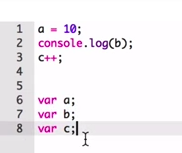 1 a = 10;
2 console.log(b);
3 c++;
4
5
6 var a;
7 var b;
8 var c;